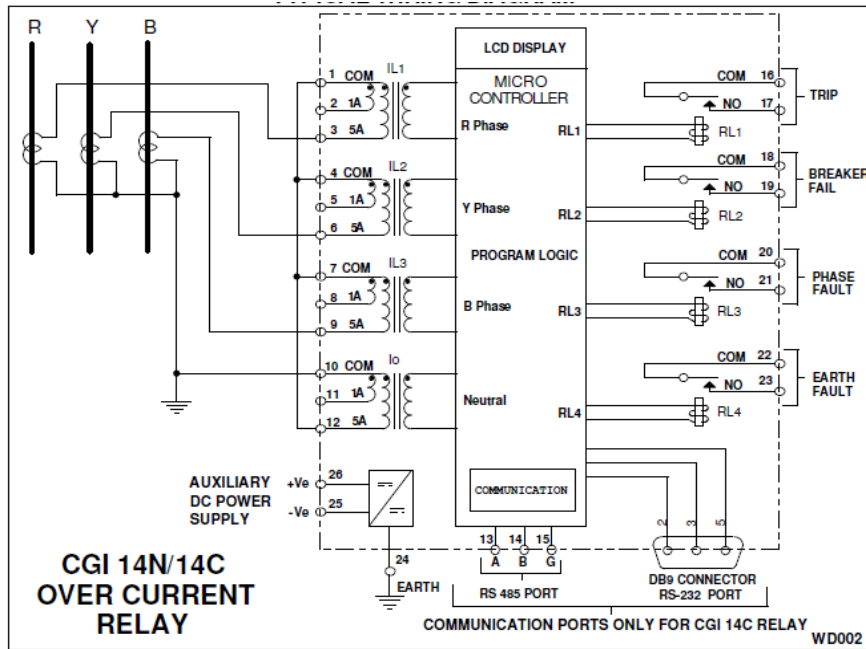 R Y B
LCD DISPLAY
MICRO
CONTROLLER
1 COM IL1
2 1A
3 5A
R Phase
RL1
COM 16
NO 17
RL1
TRIP
4 COM IL2
5 1A
6 5A
Y Phase
RL2
COM 18
NO 19
RL2
BREAKER
FAIL
PROGRAM LOGIC
7 COM IL3
8 1A
9 5A
B Phase
RL3
COM 20
NO 21
RL3
PHASE
FAULT
10 COM Io
11 1A
12 5A
Neutral
RL4
COM 22
NO 23
RL4
EARTH
FAULT
AUXILIARY
DC POWER
SUPPLY
+Ve 26
-Ve 25
24
EARTH
COMMUNICATION
13 14 15
A B G
RS 485 PORT
2 3 5
DB9 CONNECTOR
RS-232 PORT
COMMUNICATION PORTS ONLY FOR CGI 14C RELAY
CGI 14N/14C
OVER CURRENT
RELAY
WD002